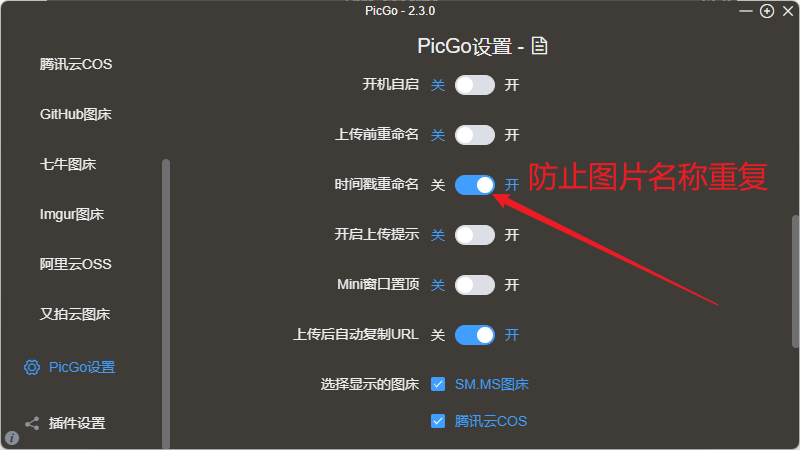 PicGo - 2.3.0
腾讯云COS
GitHub图床
七牛图床
Imgur图床
阿里云OSS
又拍云图床
PicGo设置
插件设置
PicGo设置 -
开机自启 关 开
上传前重命名 关 开
时间戳重命名 关 开
防止图片名称重复
开启上传提示 关 开
Mini窗口置顶 关 开
上传后自动复制URL 关 开
选择显示的图床 SM.MS图床
腾讯云COS